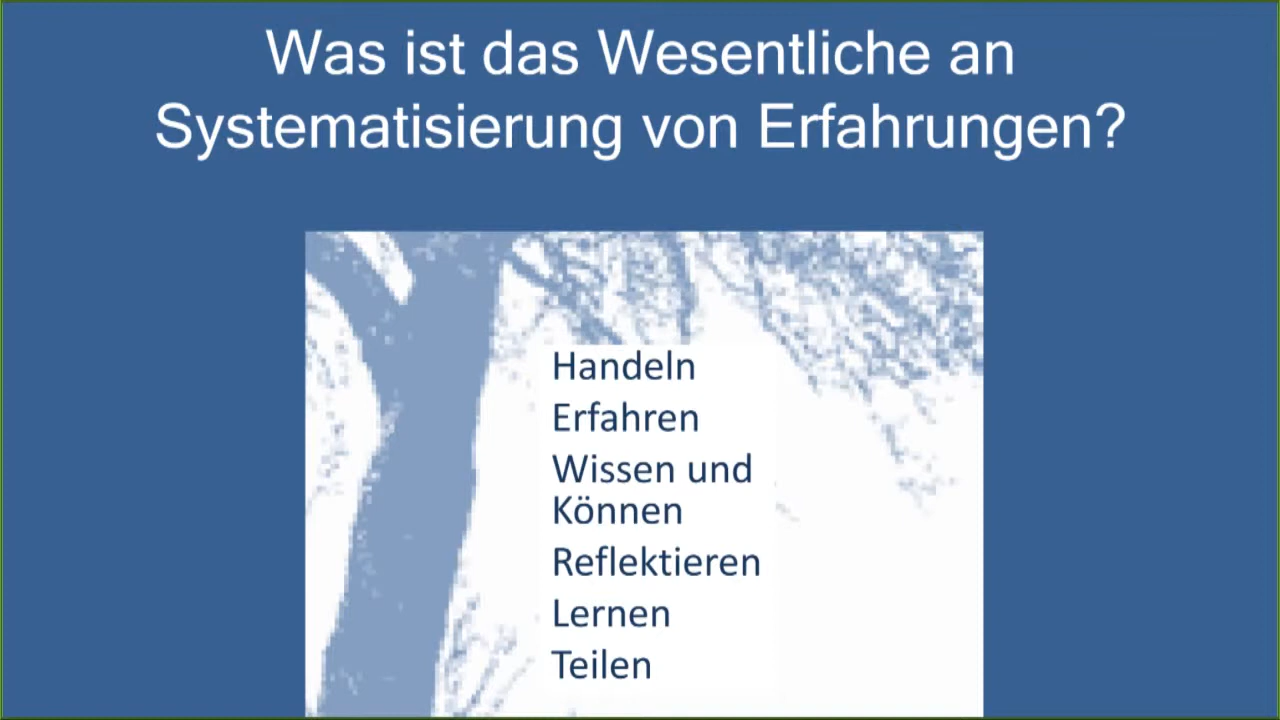 Was ist das Wesentliche an
Systematisierung von Erfahrungen?
Handeln
Erfahren
Wissen und
Können
Reflektieren
Lernen
Teilen